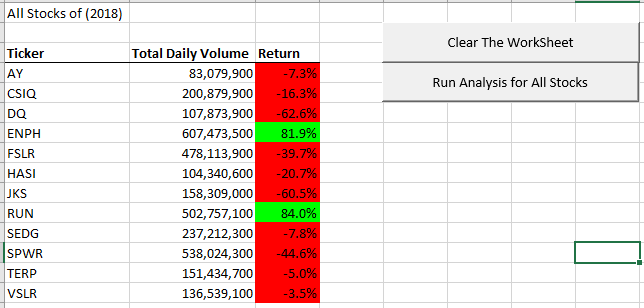 All Stocks of (2018)
Clear The WorkSheet
Ticker Total Daily Volume Return
Run Analysis for All Stocks
AY 83,079,900 -7.3%
CSIQ 200,879,900 -16.3%
DQ 107,873,900 -62.6%
ENPH 607,473,500 81.9%
FSLR 478,113,900 -39.7%
HASI 104,340,600 -20.7%
JKS 158,309,000 -60.5%
RUN 502,757,100 84.0%
SEDG 237,212,300 -7.8%
SPWR 538,024,300 -44.6%
TERP 151,434,700 -5.0%
VSLR 136,539,100 -3.5%